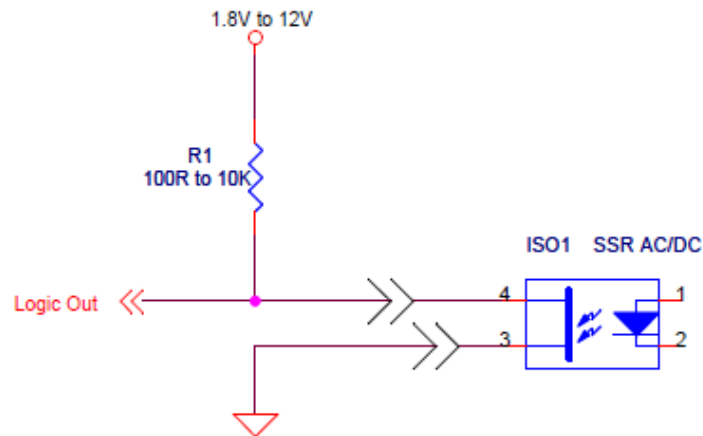 1.8V to 12V
R1
100R to 10K
ISO1 SSR AC/DC
Logic Out
4
1
3
2